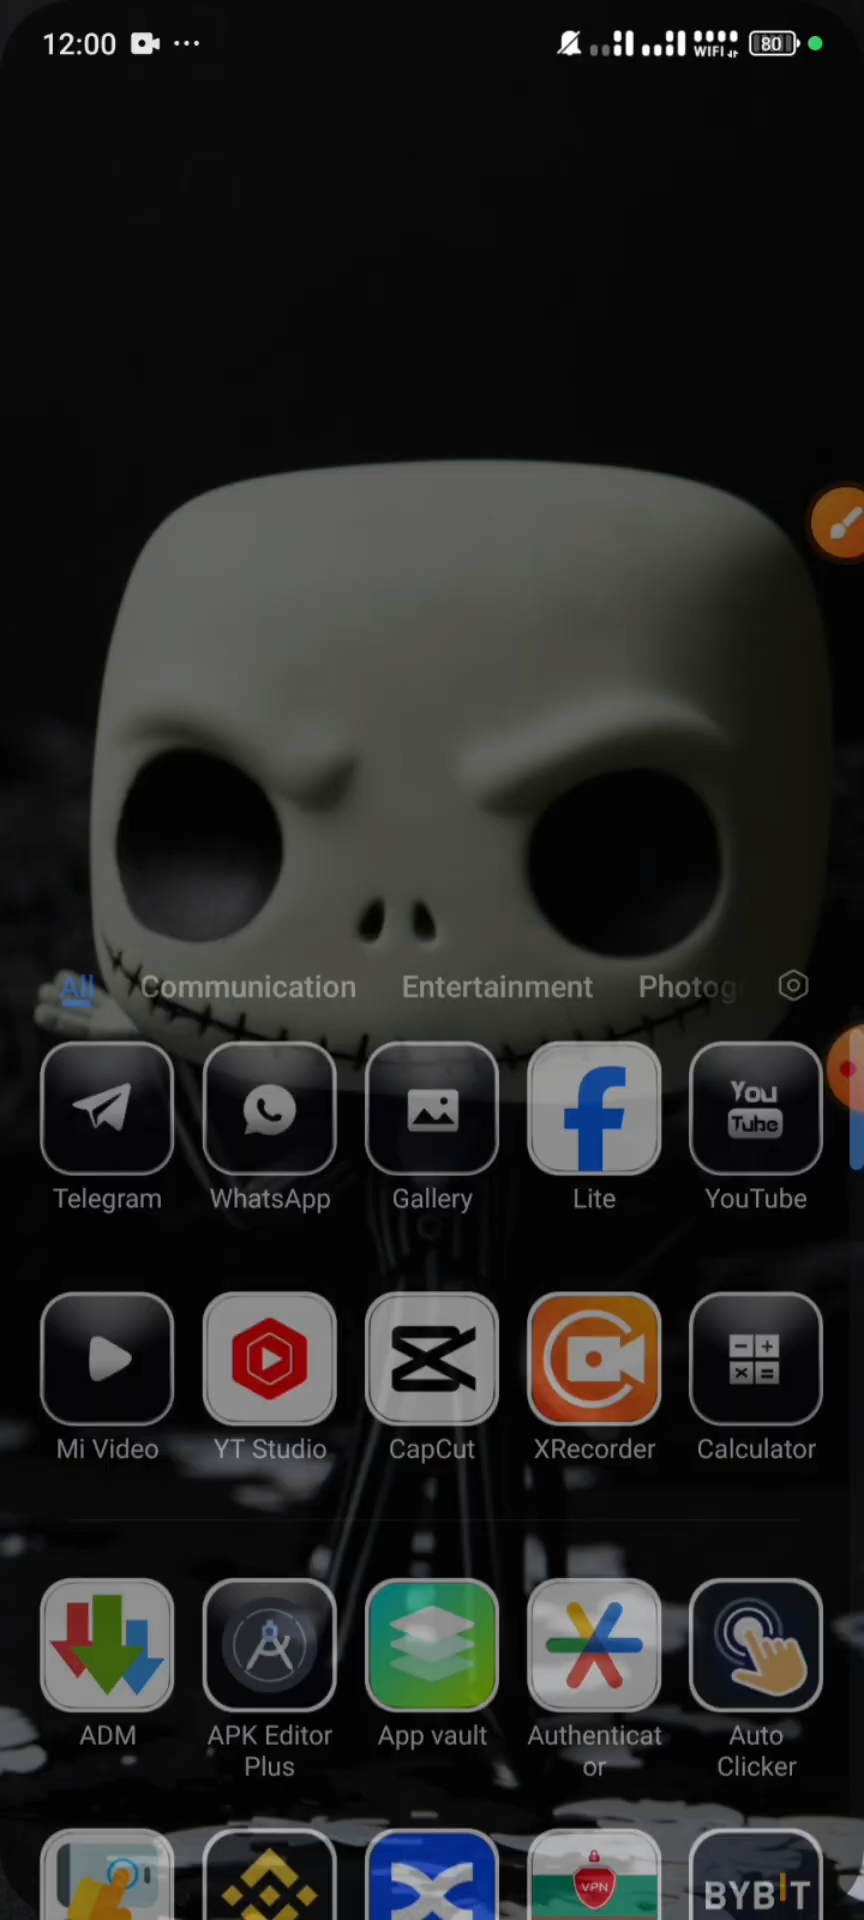 12:00
WIFI
80
All Communication Entertainment Photog
You
Tube
Telegram WhatsApp Gallery Lite YouTube
Mi Video YT Studio CapCut XRecorder Calculator
ADM APK Editor App vault Authenticat Auto
Plus or Clicker
VPN
BYBIT